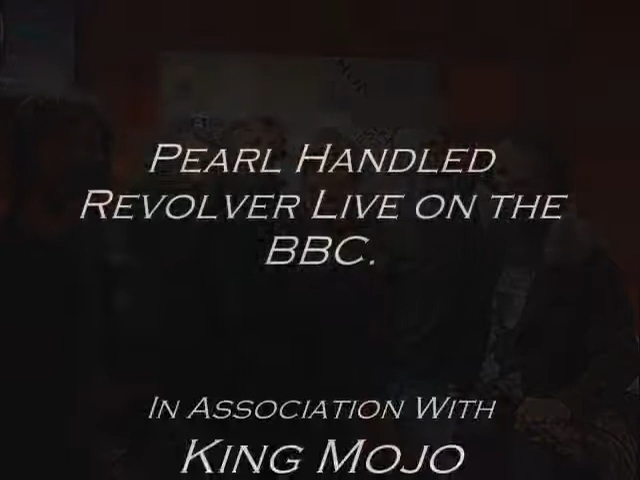 Pearl Handled
Revolver Live on the
BBC.
In Association With
King Mojo